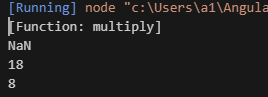 [Running] node "c:\Users\a1\Angula
[Function: multiply]
NaN
18
8